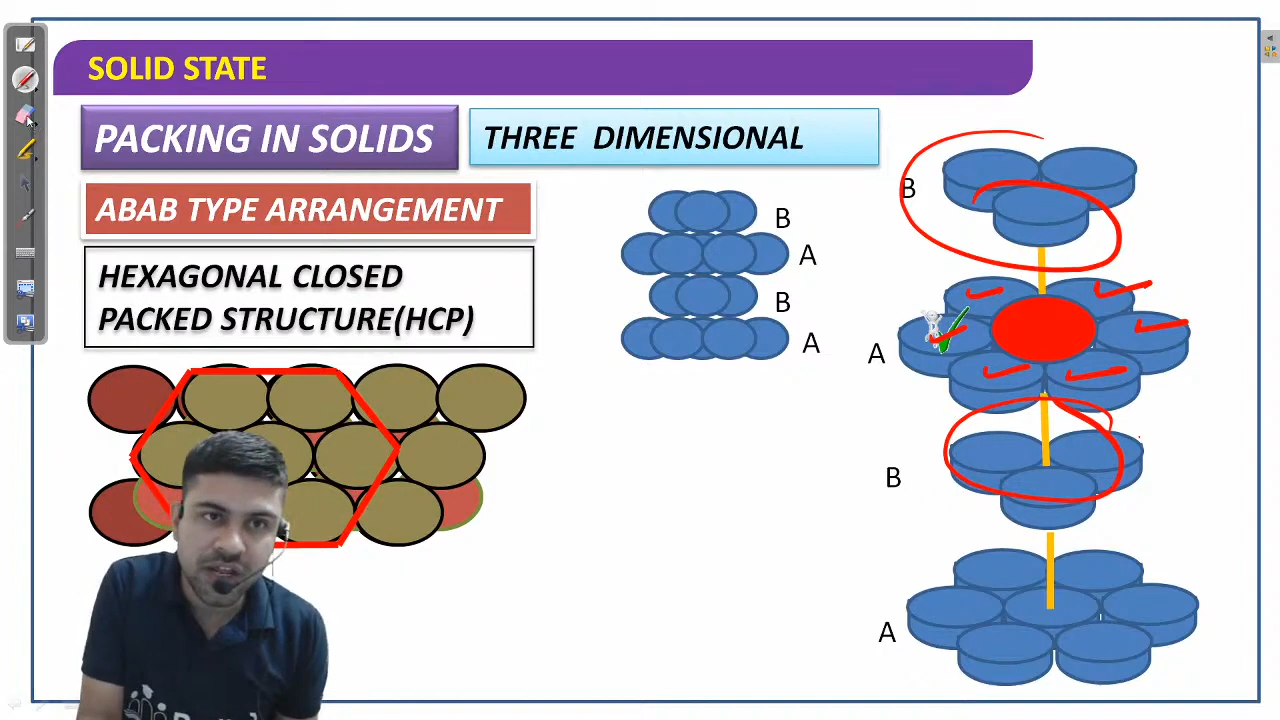 SOLID STATE
PACKING IN SOLIDS
THREE DIMENSIONAL
ABAB TYPE ARRANGEMENT
HEXAGONAL CLOSED
PACKED STRUCTURE(HCP)
B
A
B
A
B
A
B
A